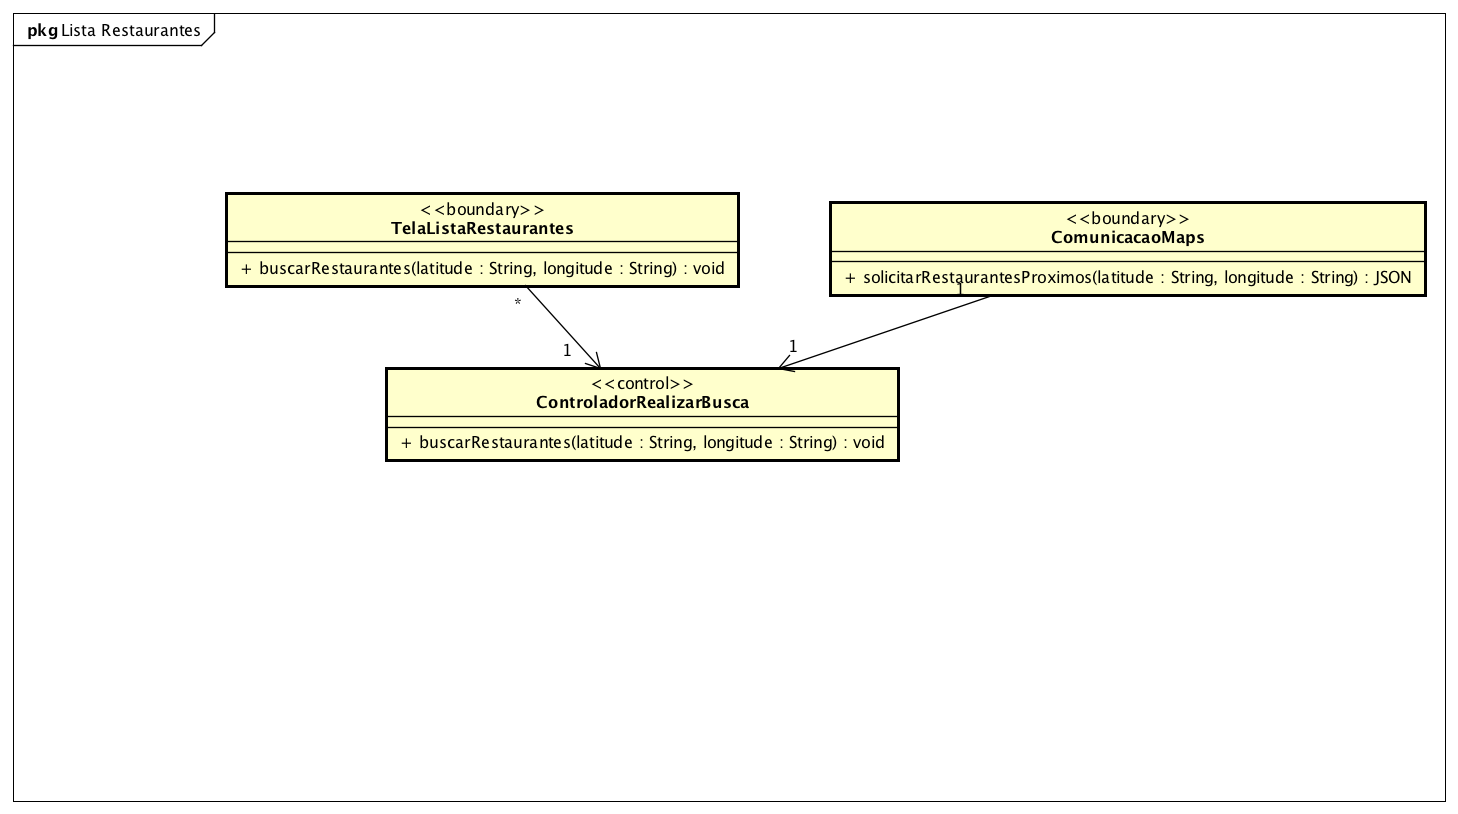 pkg Lista Restaurantes
<<boundary>>
TelaListaRestaurantes
+ buscarRestaurantes(latitude : String, longitude : String) : void
<<boundary>>
ComunicacaoMaps
+ solicitarRestaurantesProximos(latitude : String, longitude : String) : JSON
*
1
1
1
<<control>>
ControladorRealizarBusca
+ buscarRestaurantes(latitude : String, longitude : String) : void